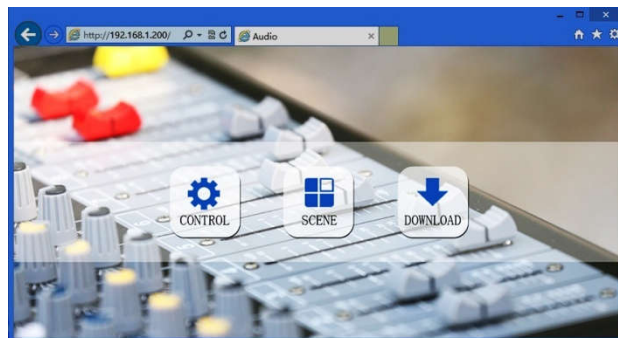 http://192.168.1.200/
Audio
CONTROL
SCENE
DOWNLOAD